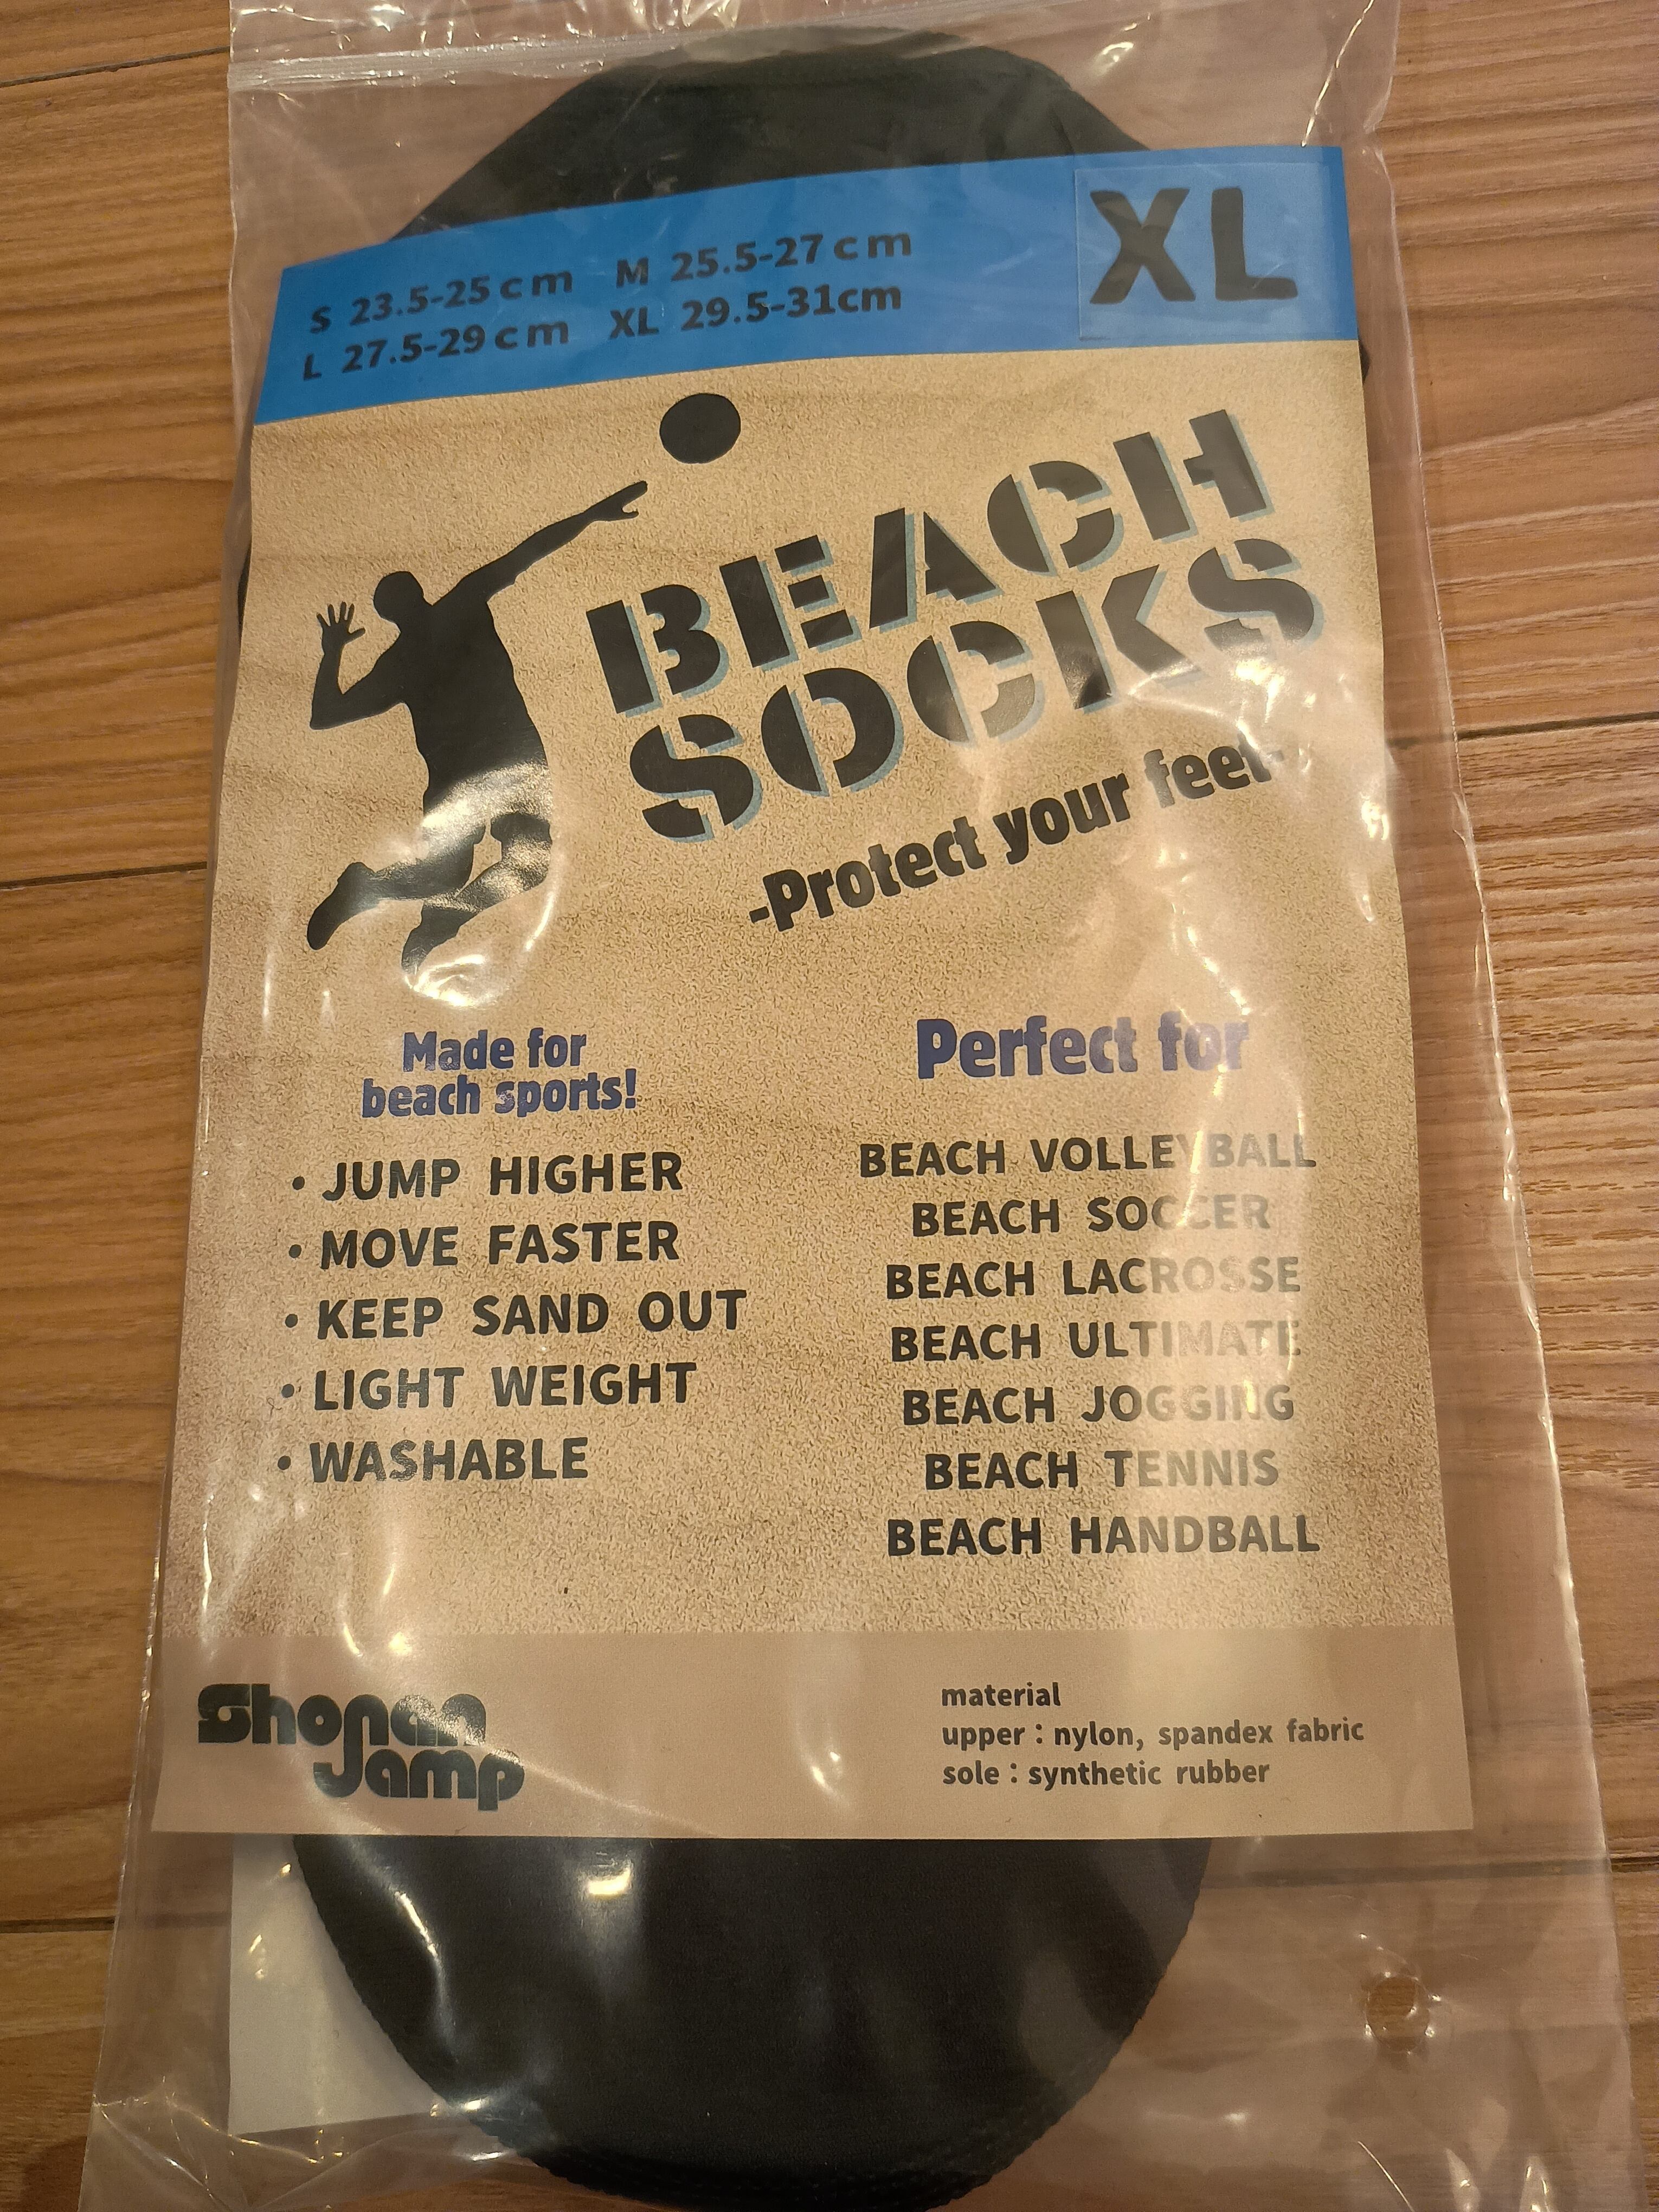 S 23.5-25cm M 25.5-27cm
L 27.5-29cm XL 29.5-31cm
XL
BEACH
SOCKS
-Protect your feet-
Made for
beach sports!
・JUMP HIGHER
・MOVE FASTER
・KEEP SAND OUT
・LIGHT WEIGHT
・WASHABLE
Perfect for
BEACH VOLLEYBALL
BEACH SOCCER
BEACH LACROSSE
BEACH ULTIMATE
BEACH JOGGING
BEACH TENNIS
BEACH HANDBALL
Shonan
Jamp
material
upper：nylon, spandex fabric
sole：synthetic rubber